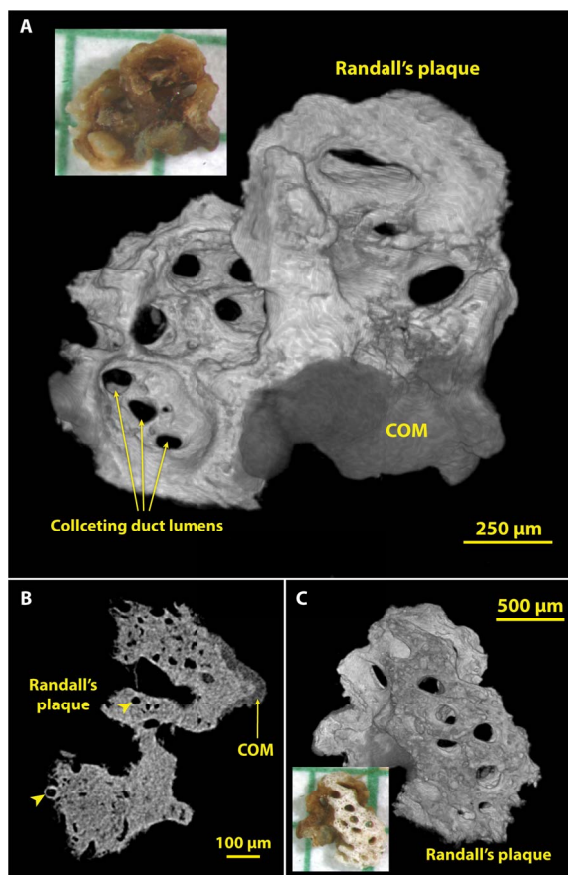 A
Randall's plaque
COM
Collceting duct lumens
250 µm
B
Randall's
plaque
COM
100 µm
C
500 µm
Randall's plaque